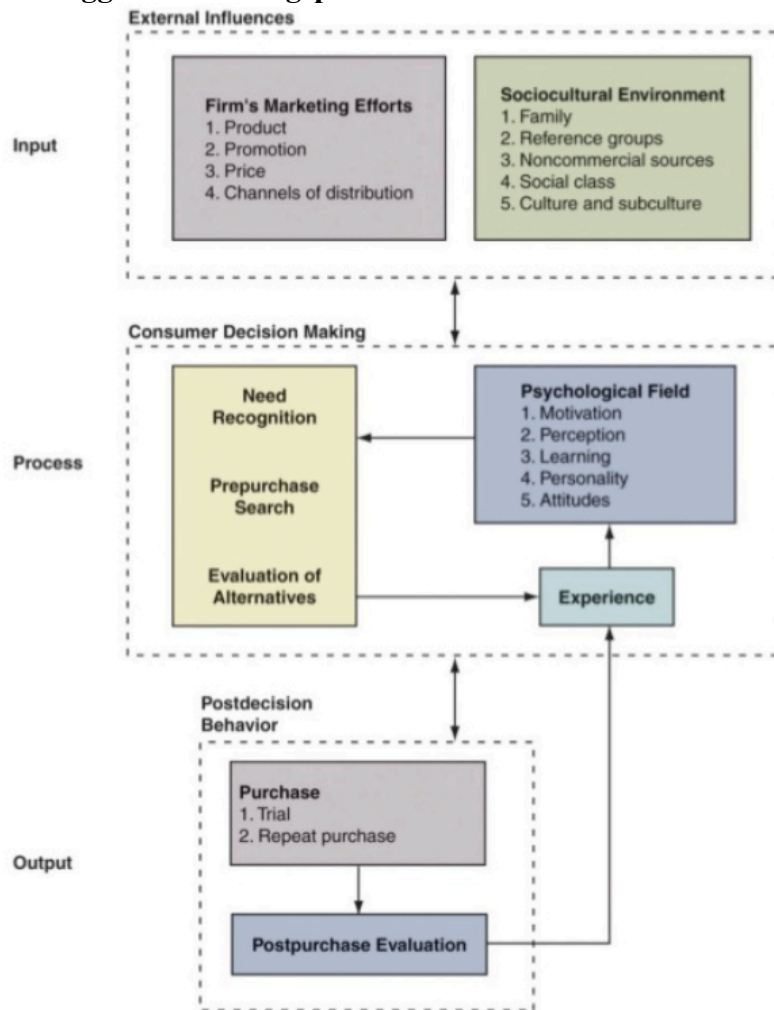 External Influences
Input
Firm's Marketing Efforts
1. Product
2. Promotion
3. Price
4. Channels of distribution
Sociocultural Environment
1. Family
2. Reference groups
3. Noncommercial sources
4. Social class
5. Culture and subculture
Consumer Decision Making
Process
Need
Recognition
Prepurchase
Search
Evaluation of
Alternatives
Psychological Field
1. Motivation
2. Perception
3. Learning
4. Personality
5. Attitudes
Experience
Postdecision
Behavior
Output
Purchase
1. Trial
2. Repeat purchase
Postpurchase Evaluation